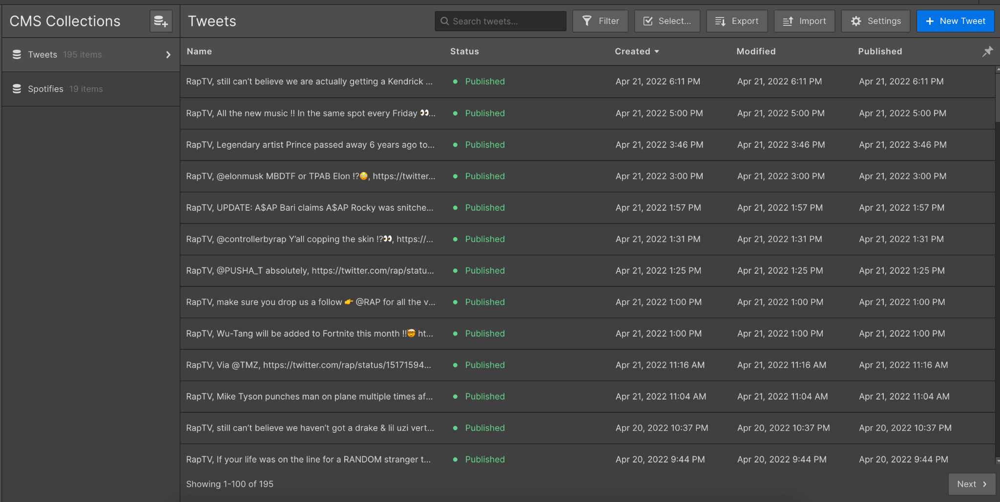 CMS Collections
Tweets 195 items
Spotifies 19 items
Tweets
Search tweets...
Filter
Select...
Export
Import
Settings
+ New Tweet
Name Status Created Modified Published
RapTV, still can’t believe we are actually getting a Kendrick ... Published Apr 21, 2022 6:11 PM Apr 21, 2022 6:11 PM Apr 21, 2022 6:11 PM
RapTV, All the new music !! In the same spot every Friday 👀... Published Apr 21, 2022 5:00 PM Apr 21, 2022 5:00 PM Apr 21, 2022 5:00 PM
RapTV, Legendary artist Prince passed away 6 years ago to... Published Apr 21, 2022 3:46 PM Apr 21, 2022 3:46 PM Apr 21, 2022 3:46 PM
RapTV, @elonmusk MBDTF or TPAB Elon !?😳, https://twitter... Published Apr 21, 2022 3:00 PM Apr 21, 2022 3:00 PM Apr 21, 2022 3:00 PM
RapTV, UPDATE: A$AP Bari claims A$AP Rocky was snitche... Published Apr 21, 2022 1:57 PM Apr 21, 2022 1:57 PM Apr 21, 2022 1:57 PM
RapTV, @controllerbyrap Y’all copping the skin !?👀, https://... Published Apr 21, 2022 1:31 PM Apr 21, 2022 1:31 PM Apr 21, 2022 1:31 PM
RapTV, @PUSHA_T absolutely, https://twitter.com/rap/statu... Published Apr 21, 2022 1:25 PM Apr 21, 2022 1:25 PM Apr 21, 2022 1:25 PM
RapTV, make sure you drop us a follow 👉 @RAP for all the v... Published Apr 21, 2022 1:00 PM Apr 21, 2022 1:00 PM Apr 21, 2022 1:00 PM
RapTV, Wu-Tang will be added to Fortnite this month !!🤯 ht... Published Apr 21, 2022 1:00 PM Apr 21, 2022 1:00 PM Apr 21, 2022 1:00 PM
RapTV, Via @TMZ, https://twitter.com/rap/status/15171594... Published Apr 21, 2022 11:16 AM Apr 21, 2022 11:16 AM Apr 21, 2022 11:16 AM
RapTV, Mike Tyson punches man on plane multiple times af... Published Apr 21, 2022 11:04 AM Apr 21, 2022 11:04 AM Apr 21, 2022 11:04 AM
RapTV, still can’t believe we haven’t got a drake & lil uzi vert... Published Apr 20, 2022 10:37 PM Apr 20, 2022 10:37 PM Apr 20, 2022 10:37 PM
RapTV, If your life was on the line for a RANDOM stranger t... Published Apr 20, 2022 9:44 PM Apr 20, 2022 9:44 PM Apr 20, 2022 9:44 PM
Showing 1-100 of 195
Next